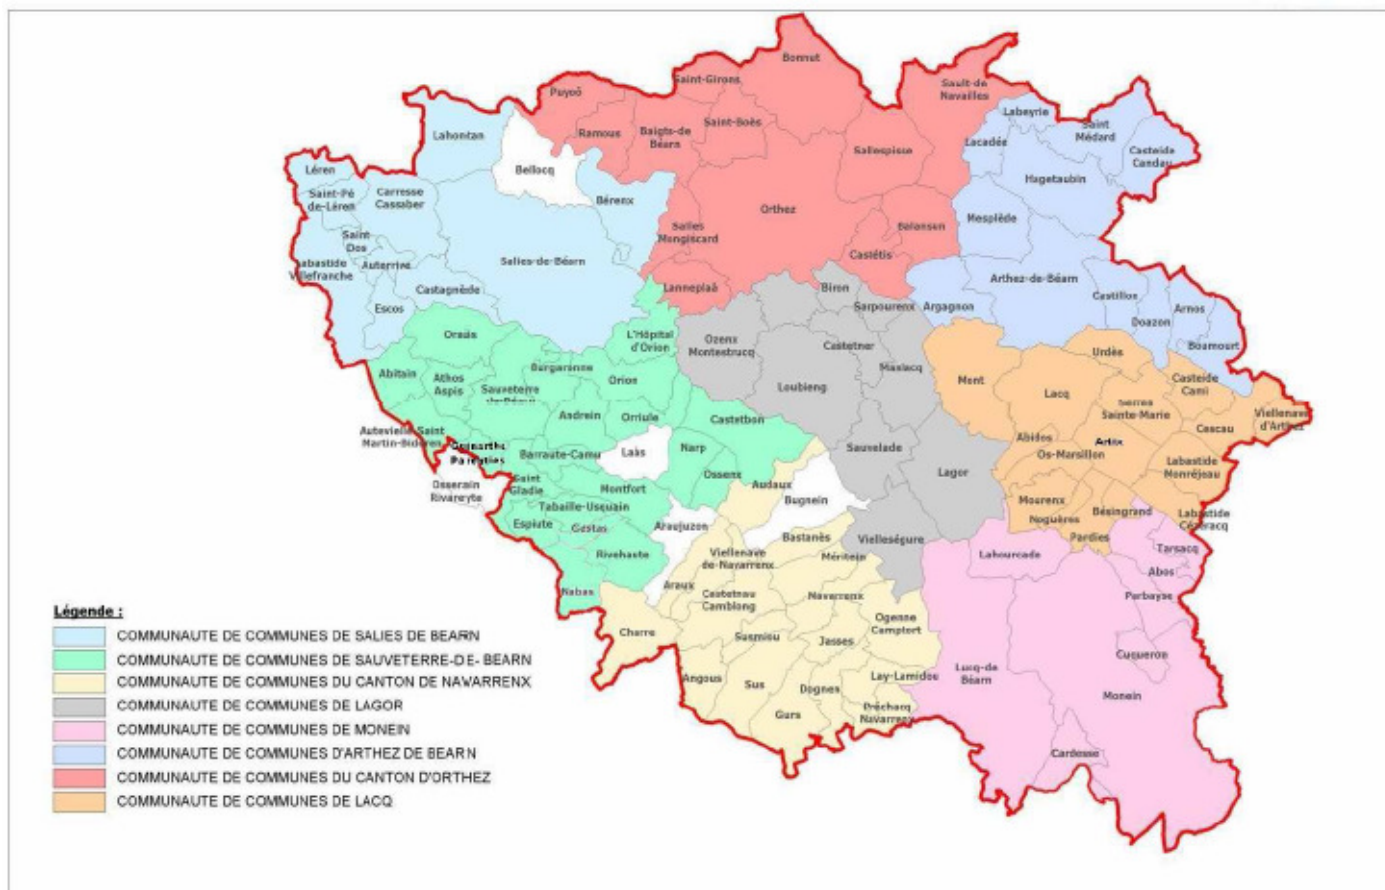 Bonnut
Saint-Girons
Sault-de
Navailles
Puyoô
Labeyrie
Saint
Médard
Ramous
Baigts-de
Béarn
Saint-Boès
Lahontan
Sallespisse
Lacadée
Casteide
Candau
Bellocq
Léren
Hagetaubin
Saint-Pé
de-Léren
Carresse
Cassaber
Bérenx
Orthez
Mesplède
Salles
Mongiscard
Balansun
Saint
Dos
Castétis
Labastide
Villefranche
Auterrive
Salies-de-Béarn
Arthez-de-Béarn
Castagnède
Lanneplaà
Biron
Sarpourenx
Argagnon
Castillon
Arnos
Escos
Doazon
Boumourt
Oraàs
L'Hôpital
d'Orion
Ozenx
Montestrucq
Castetner
Maslacq
Urdès
Burgaronne
Abitain
Athos
Aspis
Sauveterre
de-Béarn
Orion
Loubieng
Mont
Lacq
Casteide
Cami
Serres
Sainte-Marie
Viellenave
d'Arthez
Andrein
Orriule
Castetbon
Cescau
Autevielle-Saint
Martin-Bideren
Guinarthe
Parenties
Barraute-Camu
Laàs
Narp
Sauvelade
Abidos
Os-Marsillon
Artix
Ossenx
Lagor
Labastide
Monréjeau
Osserain
Rivareyte
Saint
Gladie
Montfort
Audaux
Bugnein
Mourenx
Tabaille-Usquain
Noguères
Bésingrand
Labastide
Cézéracq
Espiute
Gestas
Araujuzon
Bastanès
Vielleségure
Pardies
Rivehaute
Viellenave
de-Navarrenx
Méritein
Lahourcade
Tarsacq
Abos
Nabas
Araux
Castetnau
Camblong
Navarrenx
Parbayse
Ogenne
Camptort
Charre
Susmiou
Jasses
Cuqueron
Angous
Sus
Dognen
Lay-Lamidou
Lucq-de
Béarn
Monein
Gurs
Préchacq
Navarrenx
Cardesse
Légende :
COMMUNAUTE DE COMMUNES DE SALIES DE BEARN
COMMUNAUTE DE COMMUNES DE SAUVETERRE-DE- BEARN
COMMUNAUTE DE COMMUNES DU CANTON DE NAVARRENX
COMMUNAUTE DE COMMUNES DE LAGOR
COMMUNAUTE DE COMMUNES DE MONEIN
COMMUNAUTE DE COMMUNES D'ARTHEZ DE BEARN
COMMUNAUTE DE COMMUNES DU CANTON D'ORTHEZ
COMMUNAUTE DE COMMUNES DE LACQ